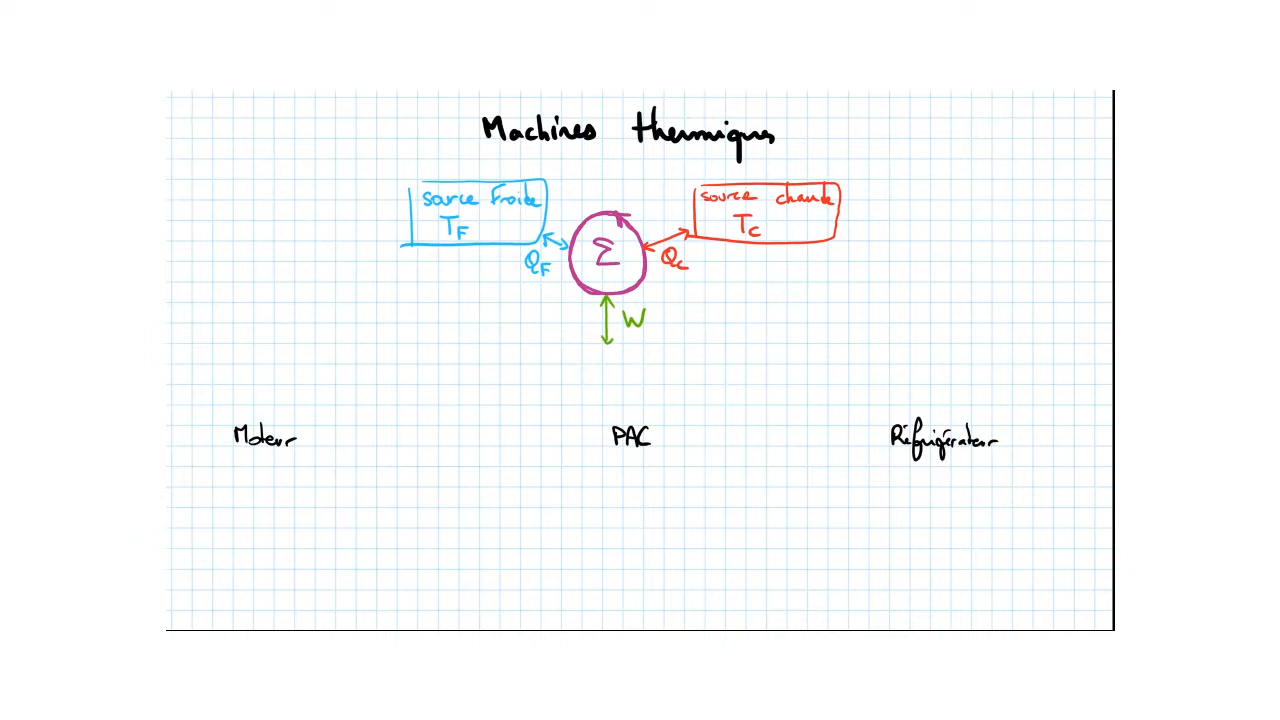 Machines thermiques
source Froide
T_F
source chaude
T_C
Σ
Q_F
Q_C
W
Moteur
PAC
Réfrigérateur